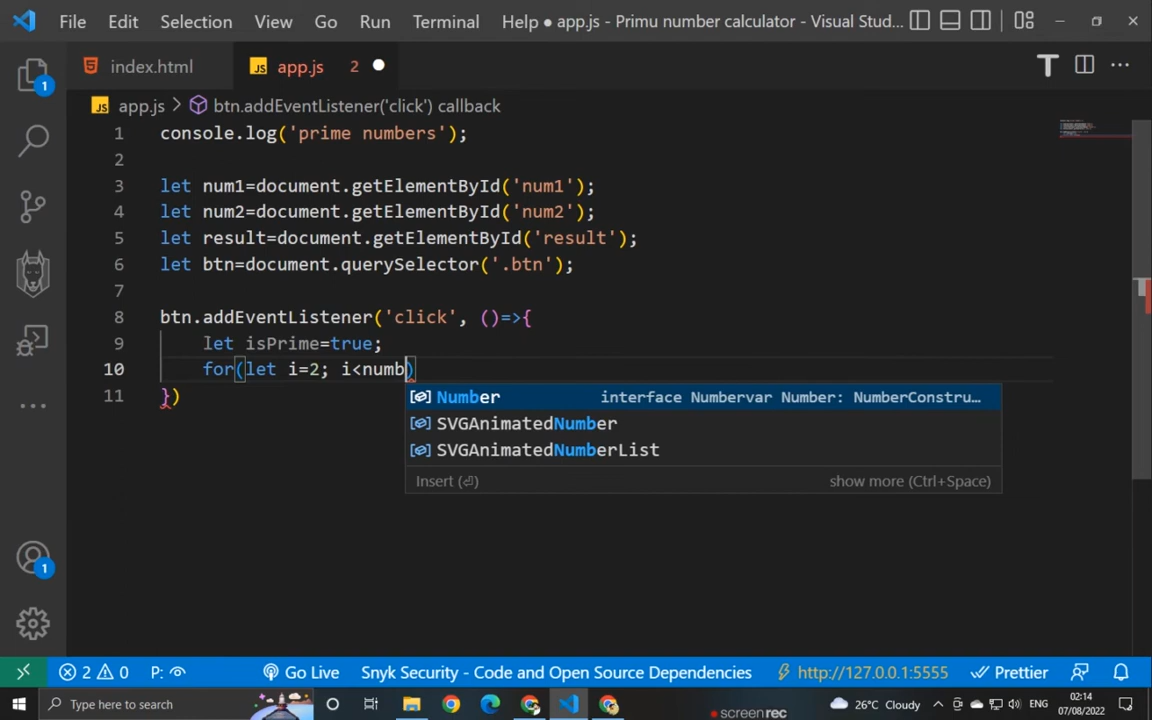 File Edit Selection View Go Run Terminal Help ● app.js - Primu number calculator - Visual Stud...
index.html
JS app.js 2 ●
T
1
JS app.js > btn.addEventListener('click') callback
1 console.log('prime numbers');
2
3 let num1=document.getElementById('num1');
4 let num2=document.getElementById('num2');
5 let result=document.getElementById('result');
6 let btn=document.querySelector('.btn');
7
8 btn.addEventListener('click', ()=>{
9 let isPrime=true;
10 for(let i=2; i<numb)
11 })
Number interface Numbervar Number: NumberConstru...
SVGAnimatedNumber
SVGAnimatedNumberList
Insert (⏎) show more (Ctrl+Space)
1
2 0 P: Go Live Snyk Security - Code and Open Source Dependencies http://127.0.0.1:5555 Prettier
Type here to search 26°C Cloudy ENG 02:14
07/08/2022
screenrec